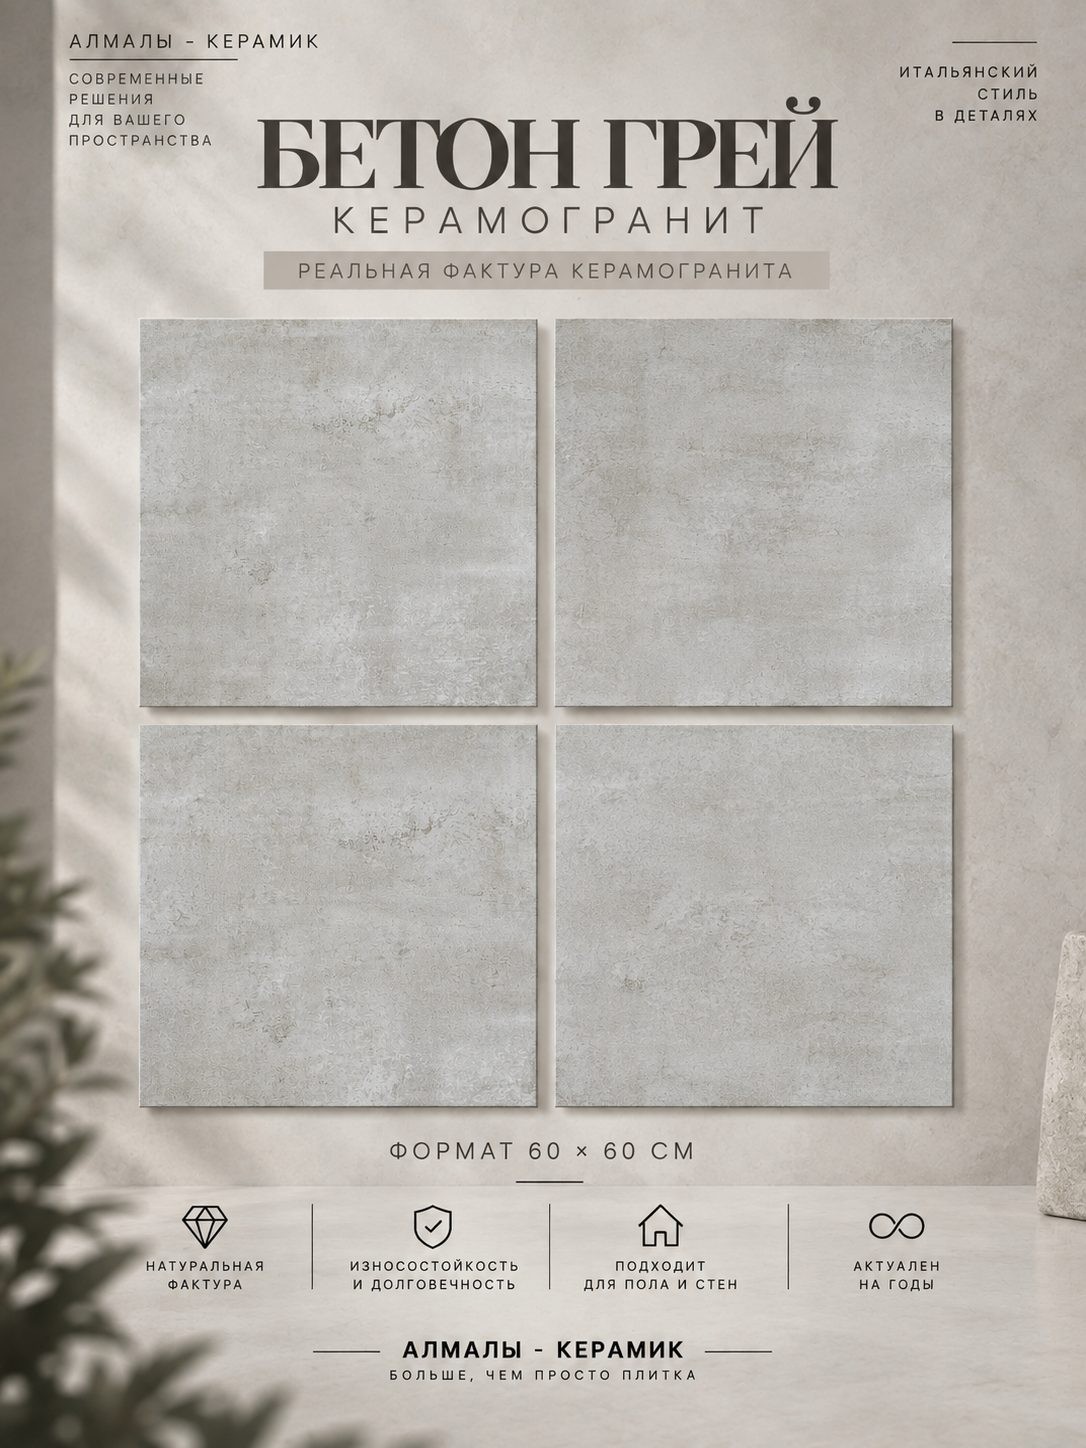 АЛМАЛЫ - КЕРАМИК
СОВРЕМЕННЫЕ
РЕШЕНИЯ
ДЛЯ ВАШЕГО
ПРОСТРАНСТВА
ИТАЛЬЯНСКИЙ
СТИЛЬ
В ДЕТАЛЯХ
БЕТОН ГРЕЙ
КЕРАМОГРАНИТ
РЕАЛЬНАЯ ФАКТУРА КЕРАМОГРАНИТА
ФОРМАТ 60 × 60 СМ
НАТУРАЛЬНАЯ
ФАКТУРА
ИЗНОСОСТОЙКОСТЬ
И ДОЛГОВЕЧНОСТЬ
ПОДХОДИТ
ДЛЯ ПОЛА И СТЕН
АКТУАЛЕН
НА ГОДЫ
АЛМАЛЫ - КЕРАМИК
БОЛЬШЕ, ЧЕМ ПРОСТО ПЛИТКА